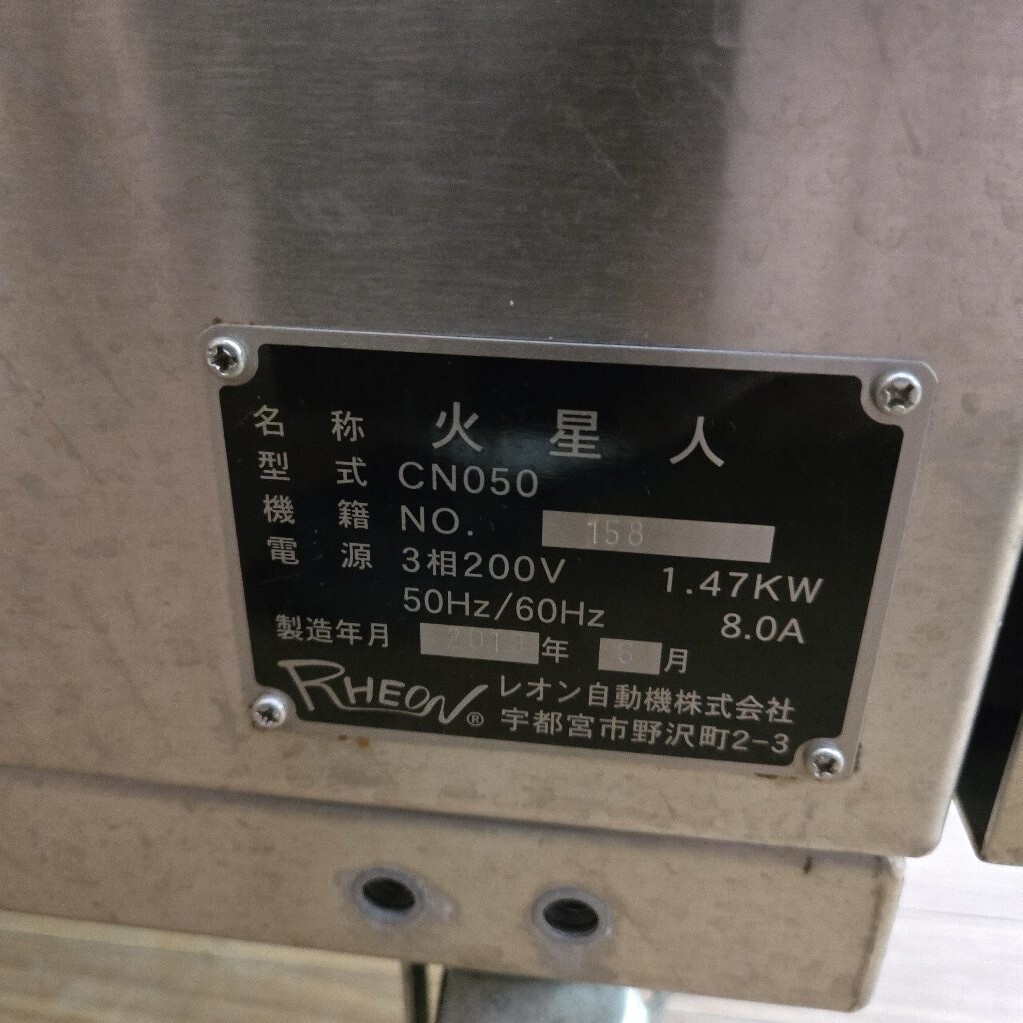 名称 火星人
型式 CN050
機籍 NO. 158
電源 3相200V 1.47KW
50Hz/60Hz 8.0A
製造年月 年 6月
RHEON® レオン自動機株式会社
宇都宮市野沢町2-3